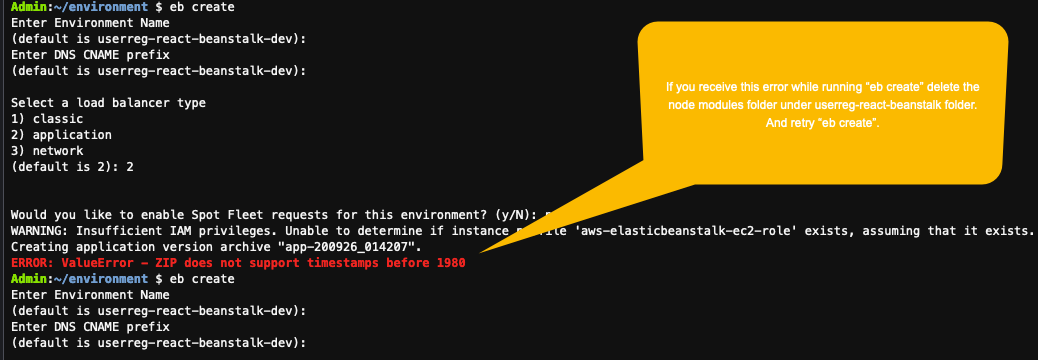 Admin:~/environment $ eb create
Enter Environment Name
(default is userreg-react-beanstalk-dev):
Enter DNS CNAME prefix
(default is userreg-react-beanstalk-dev):
Select a load balancer type
1) classic
2) application
3) network
(default is 2): 2
Would you like to enable Spot Fleet requests for this environment? (y/N):
WARNING: Insufficient IAM privileges. Unable to determine if instance 'aws-elasticbeanstalk-ec2-role' exists, assuming that it exists.
Creating application version archive "app-200926_014207".
ERROR: ValueError - ZIP does not support timestamps before 1980
Admin:~/environment $ eb create
Enter Environment Name
(default is userreg-react-beanstalk-dev):
Enter DNS CNAME prefix
(default is userreg-react-beanstalk-dev):
If you receive this error while running “eb create” delete the
node modules folder under userreg-react-beanstalk folder.
And retry “eb create”.